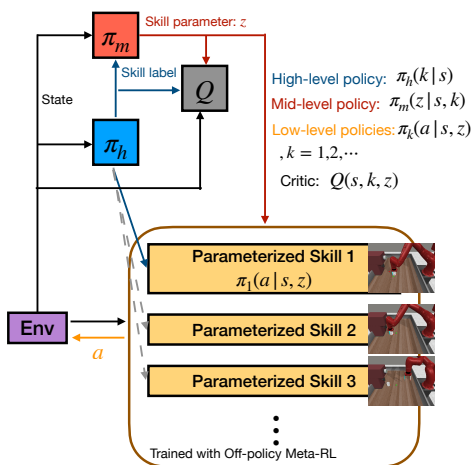 Skill parameter: z
π_m
Skill label
Q
State
π_h
High-level policy: π_h(k|s)
Mid-level policy: π_m(z|s, k)
Low-level policies: π_k(a|s, z)
, k = 1,2,⋯
Critic: Q(s, k, z)
Parameterized Skill 1
π_1(a|s, z)
Env
Parameterized Skill 2
a
Parameterized Skill 3
Trained with Off-policy Meta-RL